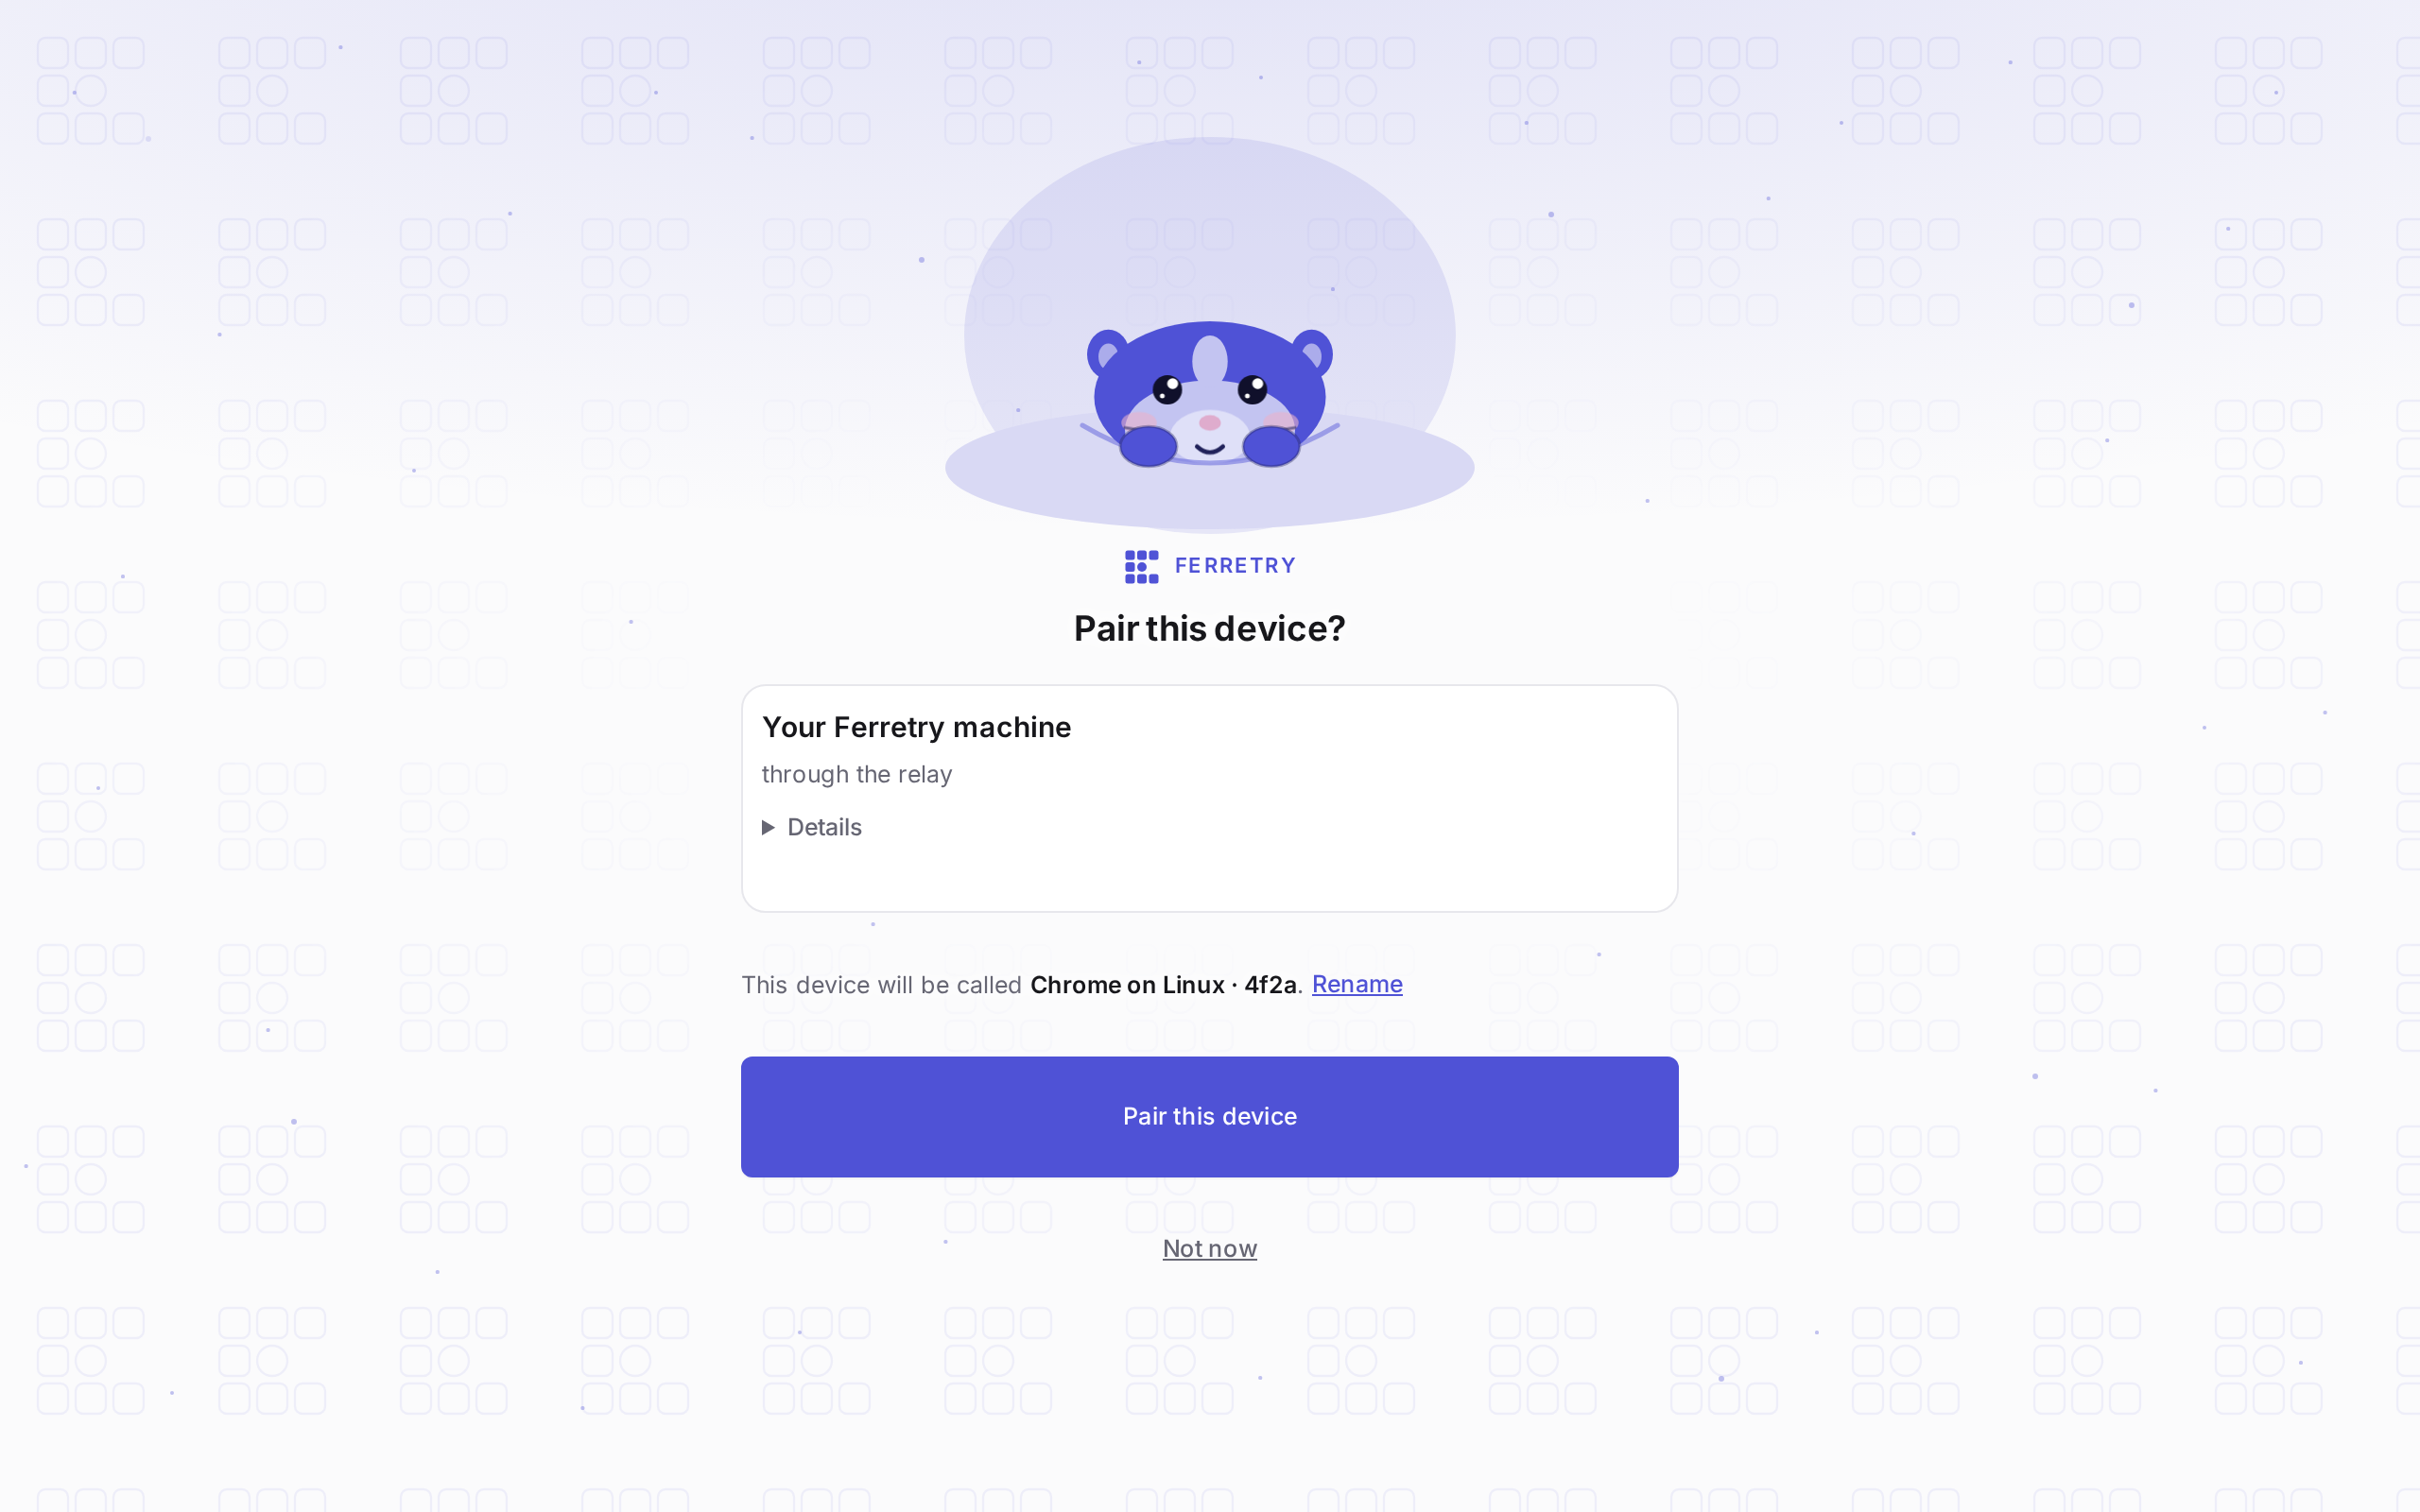 FERRETRY
Pair this device?
Your Ferretry machine
through the relay
Details
This device will be called Chrome on Linux · 4f2a. Rename
Pair this device
Not now